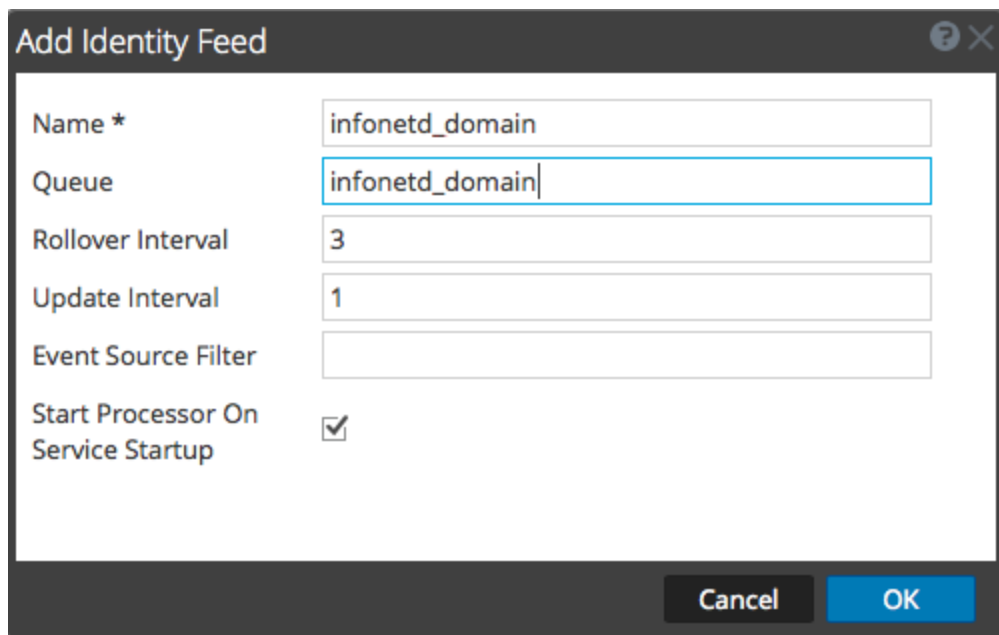 Add Identity Feed
Name * infonetd_domain
Queue infonetd_domain
Rollover Interval 3
Update Interval 1
Event Source Filter
Start Processor On
Service Startup
Cancel OK